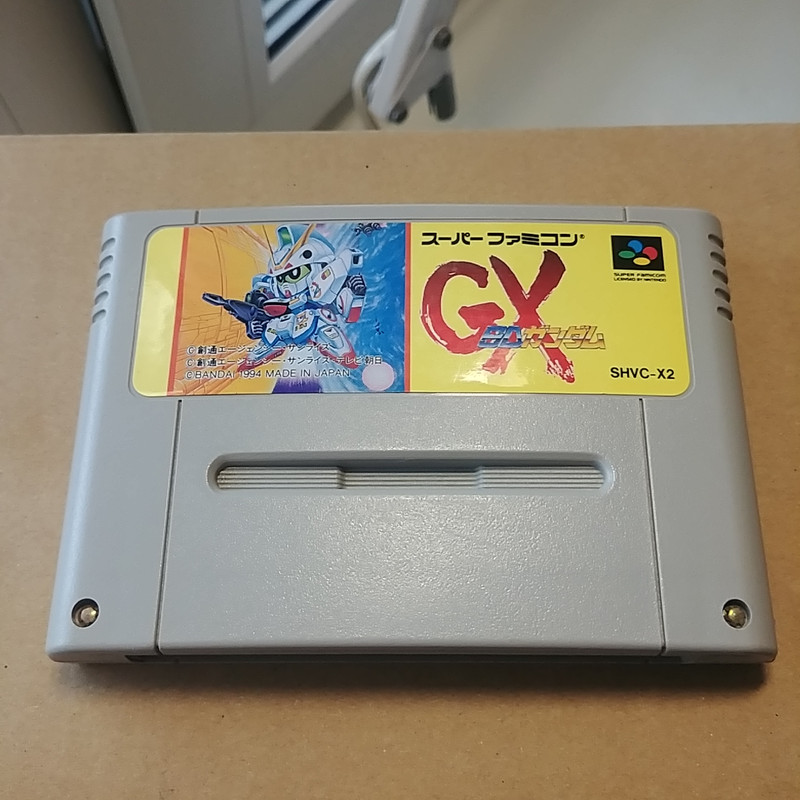 スーパーファミコン®
SUPER FAMICOM
LICENSED BY NINTENDO
GX
SDガンダム
SHVC-X2
©創通エージェンシー・サンライズ
©創通エージェンシー・サンライズ・テレビ朝日
©BANDAI 1994 MADE IN JAPAN